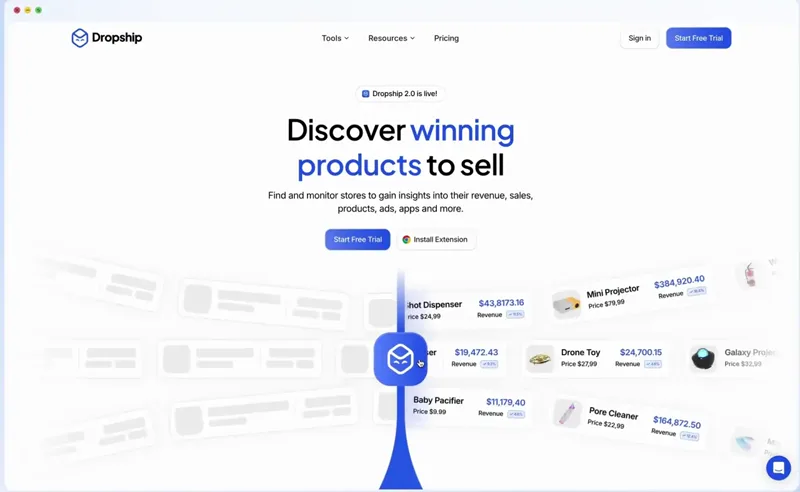 Dropship
Tools
Resources
Pricing
Sign in
Start Free Trial
Dropship 2.0 is live!
Discover winning
products to sell
Find and monitor stores to gain insights into their revenue, sales,
products, ads, apps and more.
Start Free Trial
Install Extension
hot Dispenser $43,8173.16
Price $24,99 Revenue
Mini Projector $384,920.40
Price $79,99 Revenue
ser $19,472.43
Revenue
Drone Toy $24,700.15
Price $27,99 Revenue
Galaxy Projec
Price $32,99
Baby Pacifier $11,179,40
Price $9.99 Revenue
Pore Cleaner $164,872.50
Price $22,99 Revenue